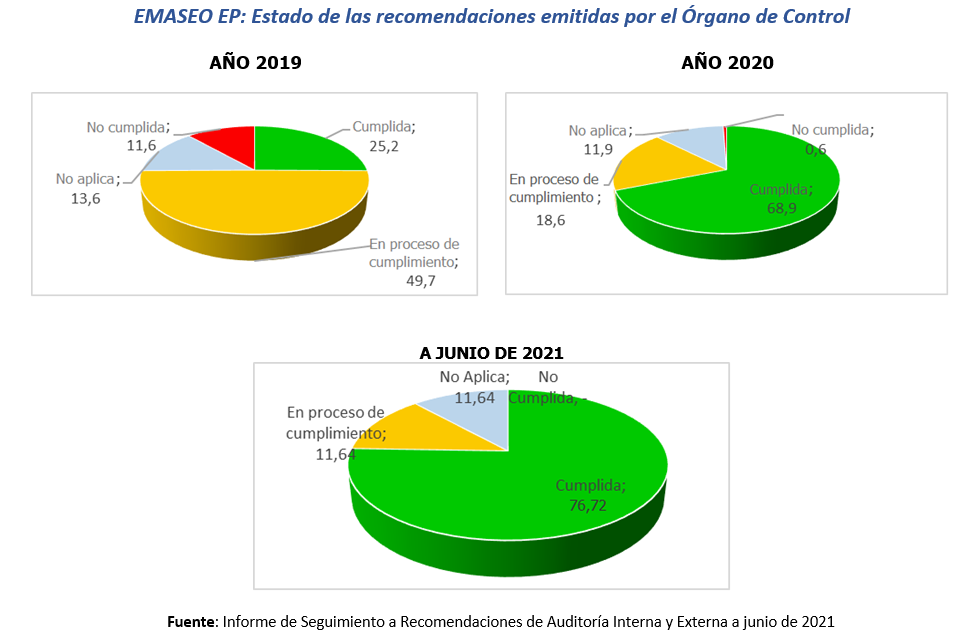 EMASEO EP: Estado de las recomendaciones emitidas por el Órgano de Control
AÑO 2019
No cumplida;
11,6
Cumplida;
25,2
No aplica;
13,6
En proceso de
cumplimiento;
49,7
AÑO 2020
No aplica;
11,9
No cumplida;
0,6
En proceso de
cumplimiento ;
18,6
Cumplida;
68,9
A JUNIO DE 2021
No Aplica;
11,64
No
Cumplida, -
En proceso de
cumplimiento;
11,64
Cumplida;
76,72
Fuente: Informe de Seguimiento a Recomendaciones de Auditoría Interna y Externa a junio de 2021